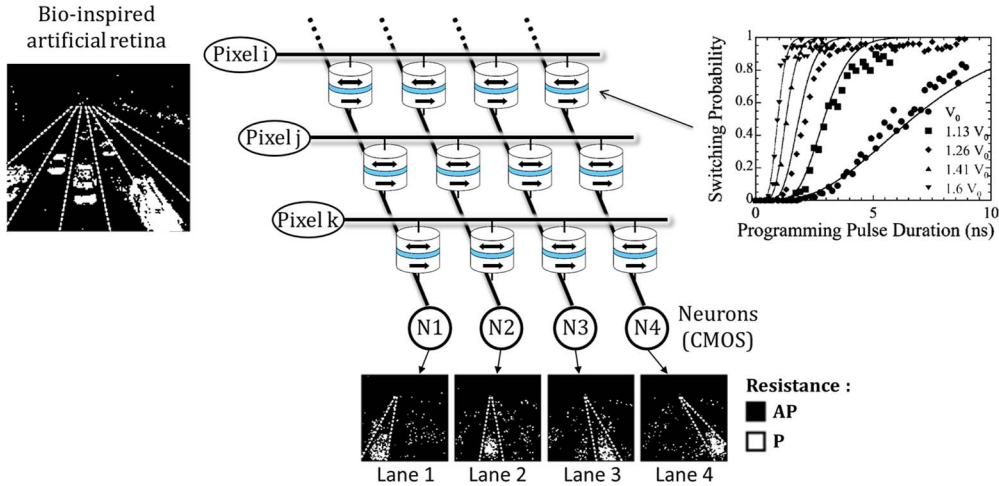 Bio-inspired
artificial retina
Pixel i
Pixel j
Pixel k
N1
N2
N3
N4
Neurons
(CMOS)
Lane 1
Lane 2
Lane 3
Lane 4
Resistance :
AP
P
Switching Probability
1
0.8
0.6
0.4
0.2
0
V0
1.13 V0
1.26 V0
1.41 V0
1.6 V0
0
5
10
Programming Pulse Duration (ns)